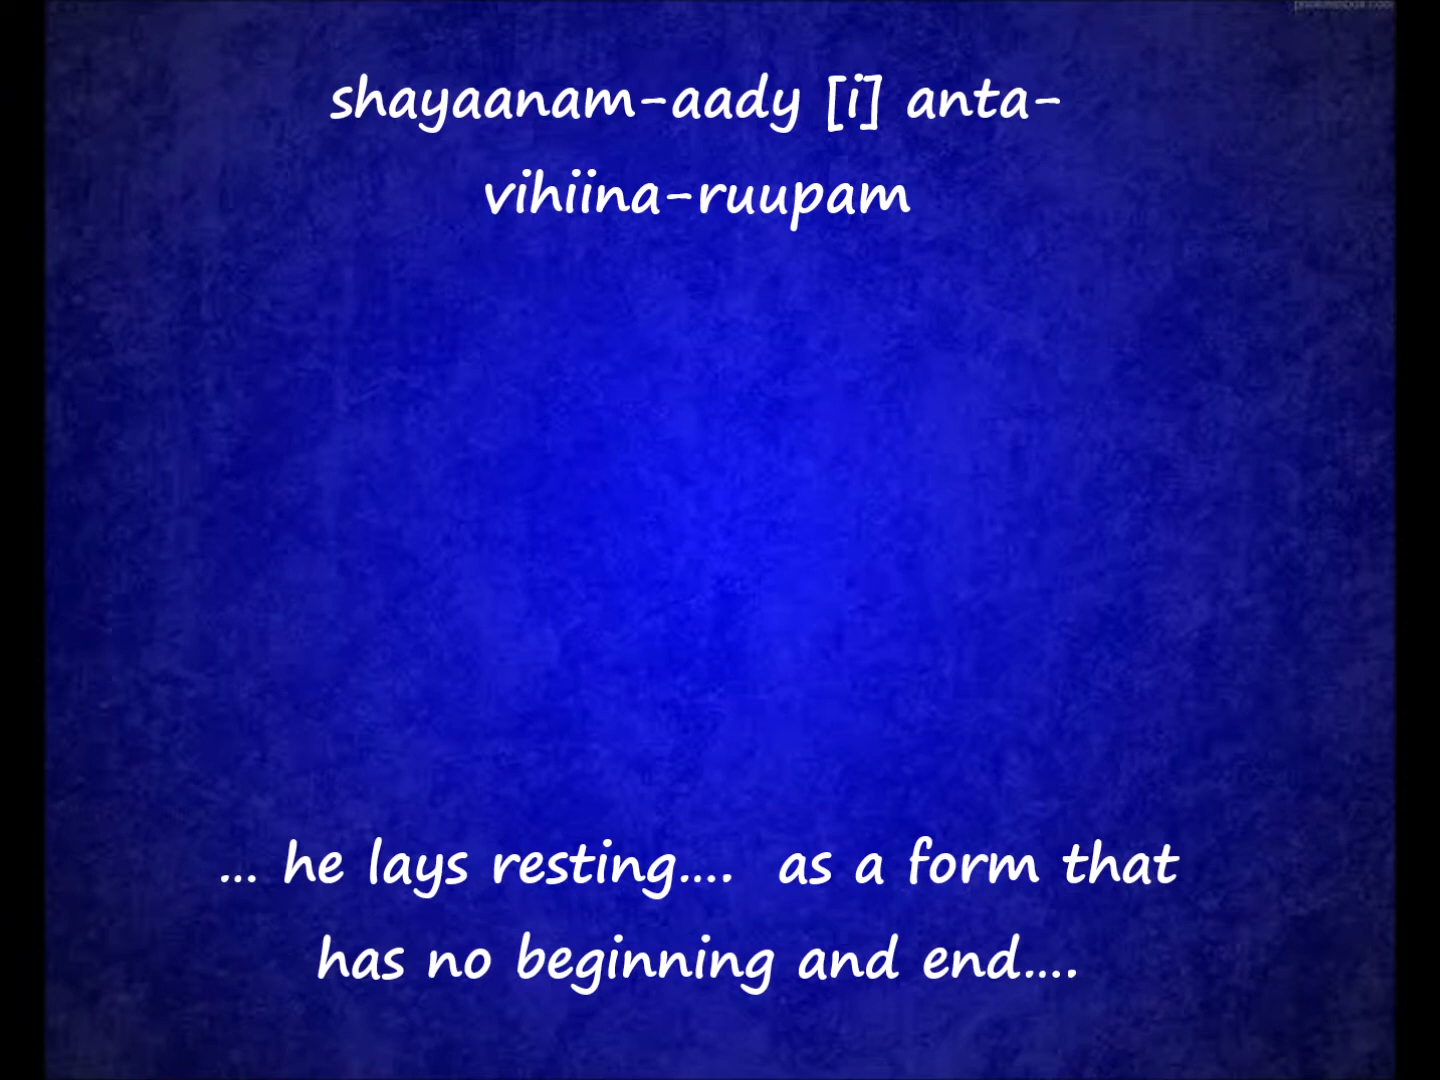 shayaanam-aady [i] anta-
vihiina-ruupam
... he lays resting.... as a form that
has no beginning and end....